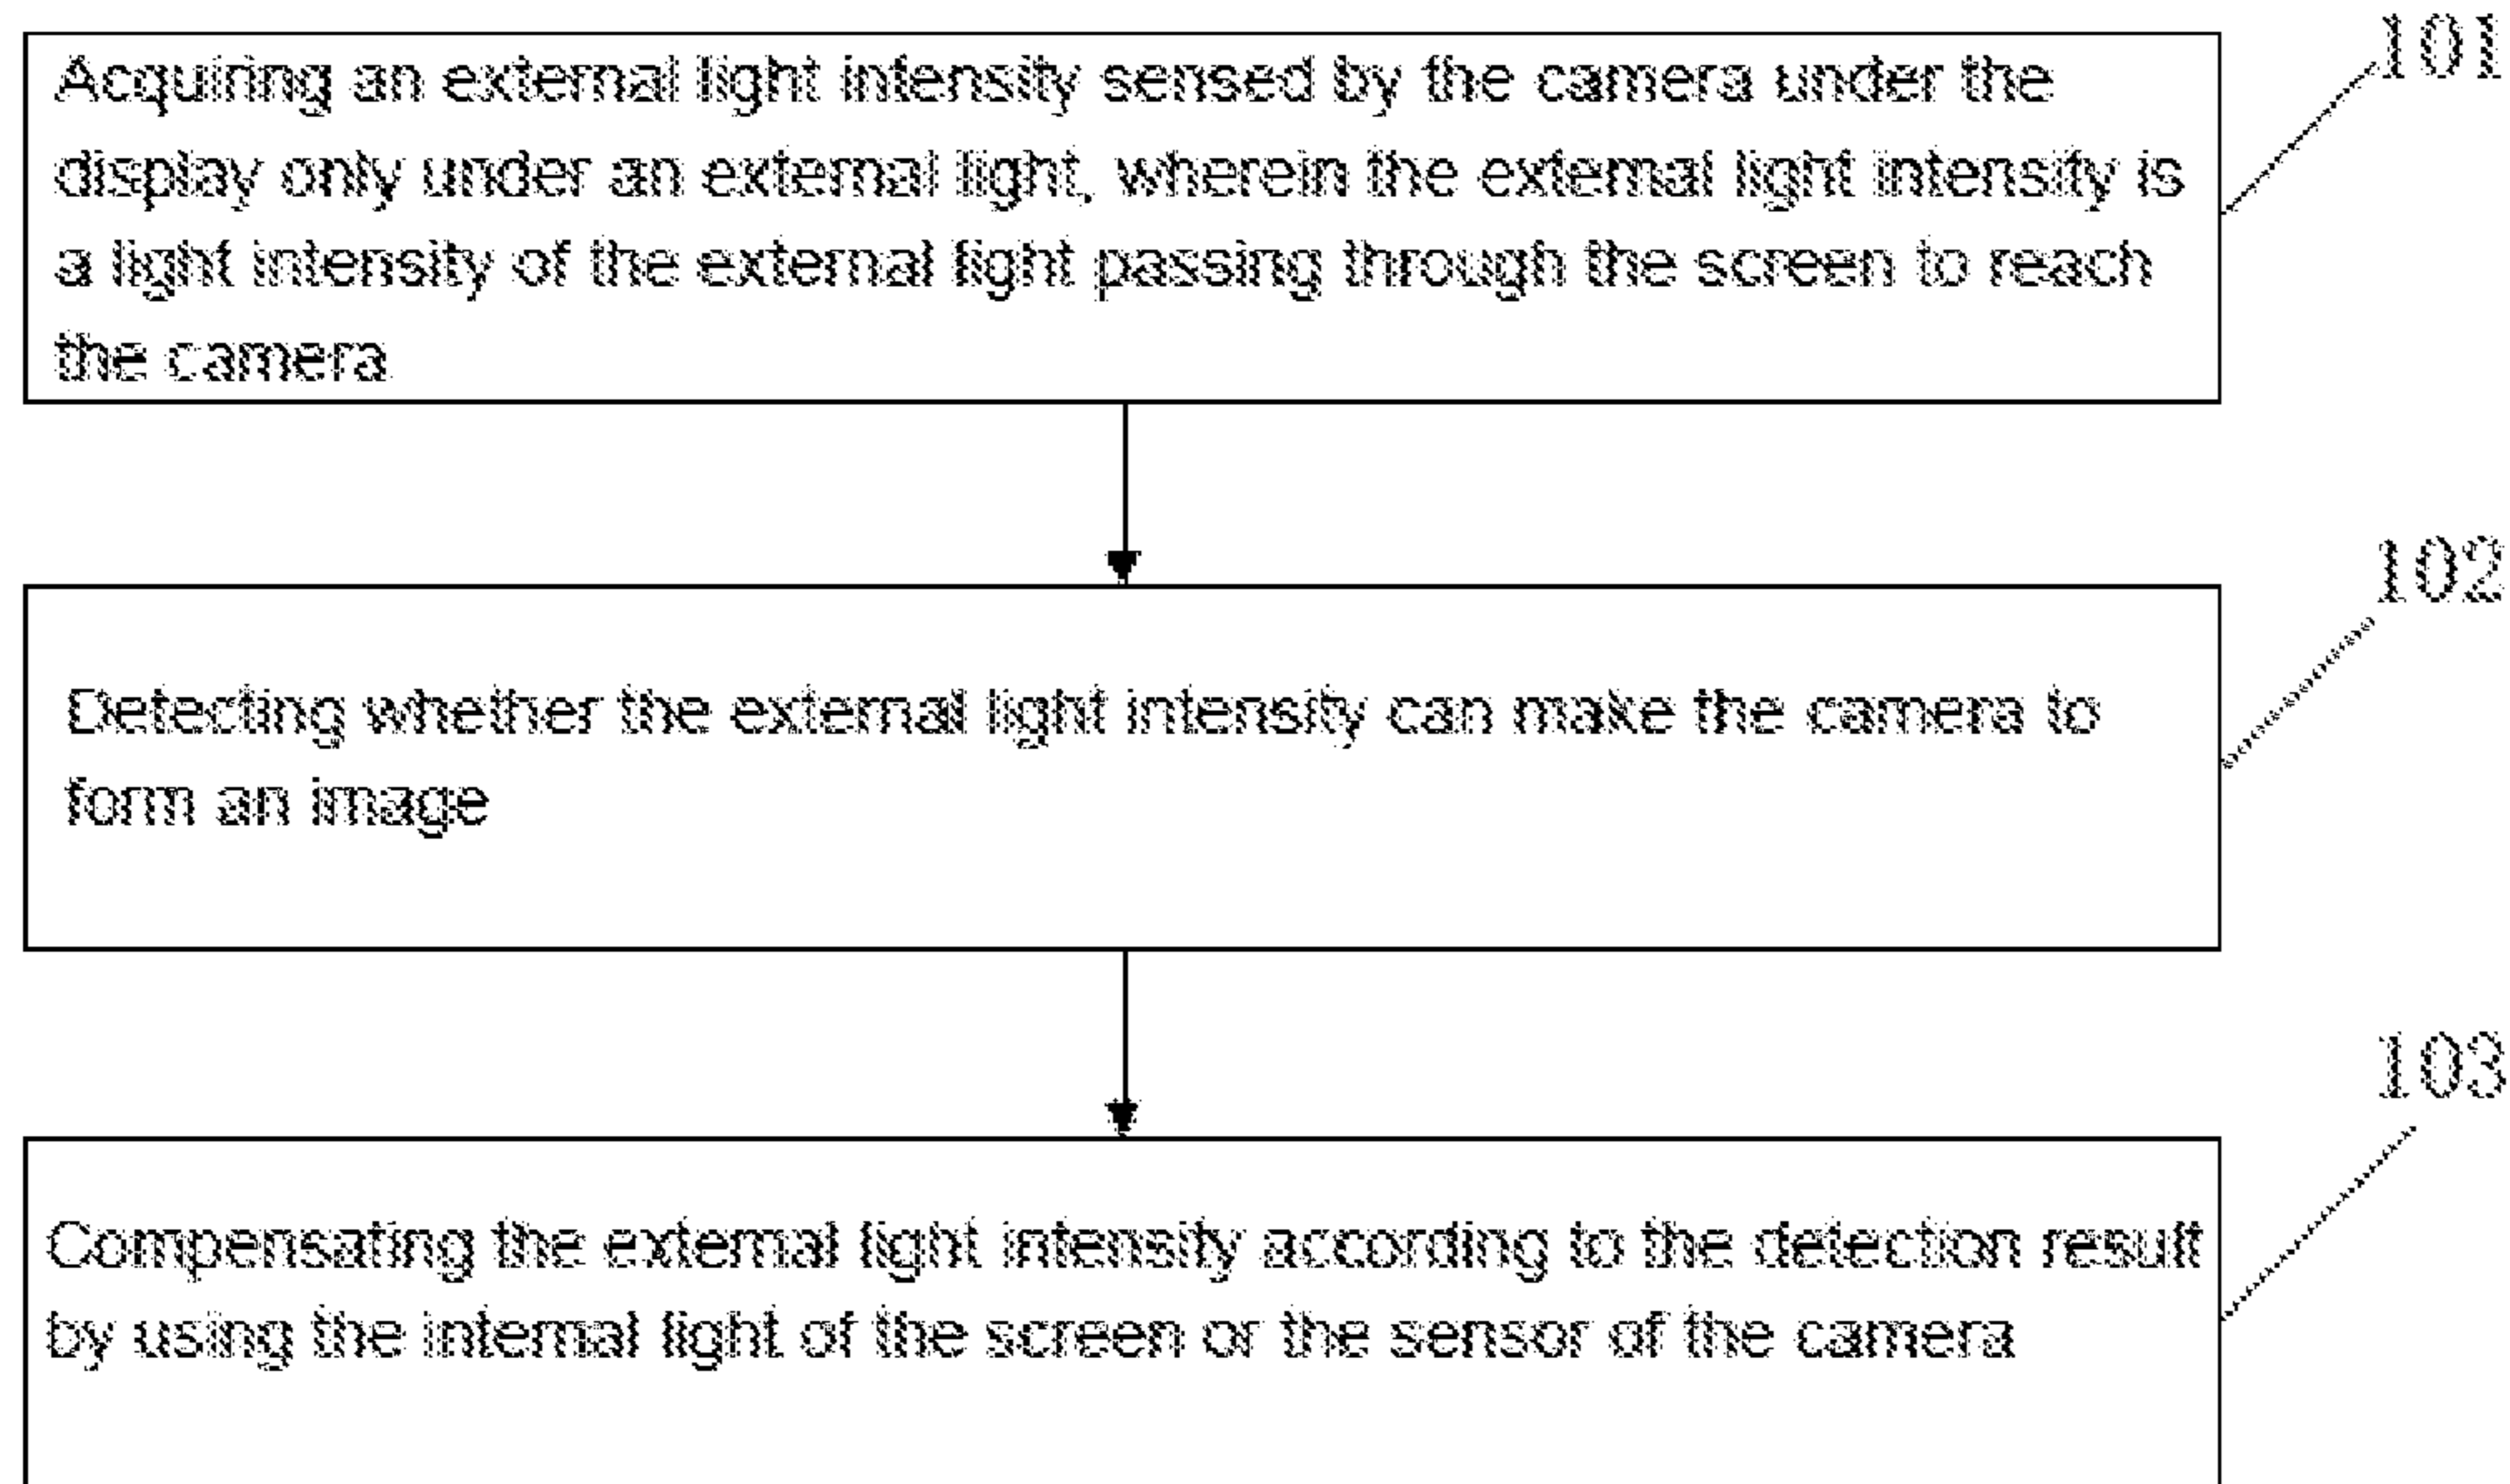 101
Acquiring an external light intensity sensed by the camera under the
display only under an external light, wherein the external light intensity is
a light intensity of the external light passing through the screen to reach
the camera
102
Detecting whether the external light intensity can make the camera to
form an image
103
Compensating the external light intensity according to the detection result
by using the internal light of the screen or the sensor of the camera